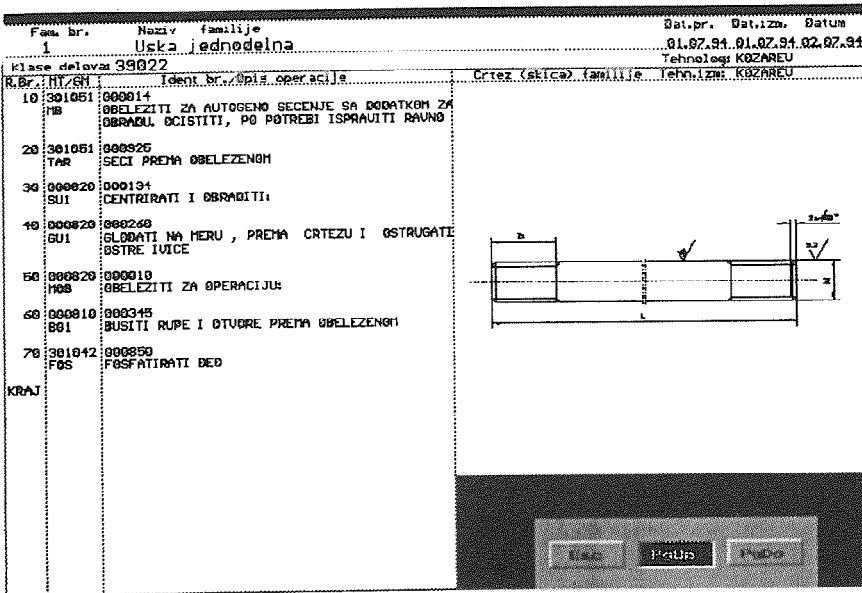 Fam. br. Naziv familije Dat.pr. Dat.izm. Datum
1 Uska jednodelna 01.07.94 01.07.94 02.07.94
Klase delova: 39022 Tehnolog: KOZAREV
R.Br. MT/GM Ident br./Opis operacije Crtez (skica) familije Tehn.izm: KOZAREV
10 301051 000014
MB OBELEZITI ZA AUTOGENO SECENJE SA DODATKOM ZA
OBRADU. OCISTITI, PO POTREBI ISPRAVITI RAVNO
20 301051 000926
TAR SECI PREMA OBELEZENOM
30 000820 000134
SU1 CENTRIRATI I OBRADITI:
40 000820 000260
GU1 GLODATI NA MERU , PREMA CRTEZU I OSTRUGATI
OSTRE IVICE
50 000820 000010
MOB OBELEZITI ZA OPERACIJU:
60 000810 000345
BO1 BUSITI RUPE I OTVORE PREMA OBELEZENOM
70 301042 000850
FOS FOSFATIRATI DEO
KRAJ
L
Esc PgUp PgDo